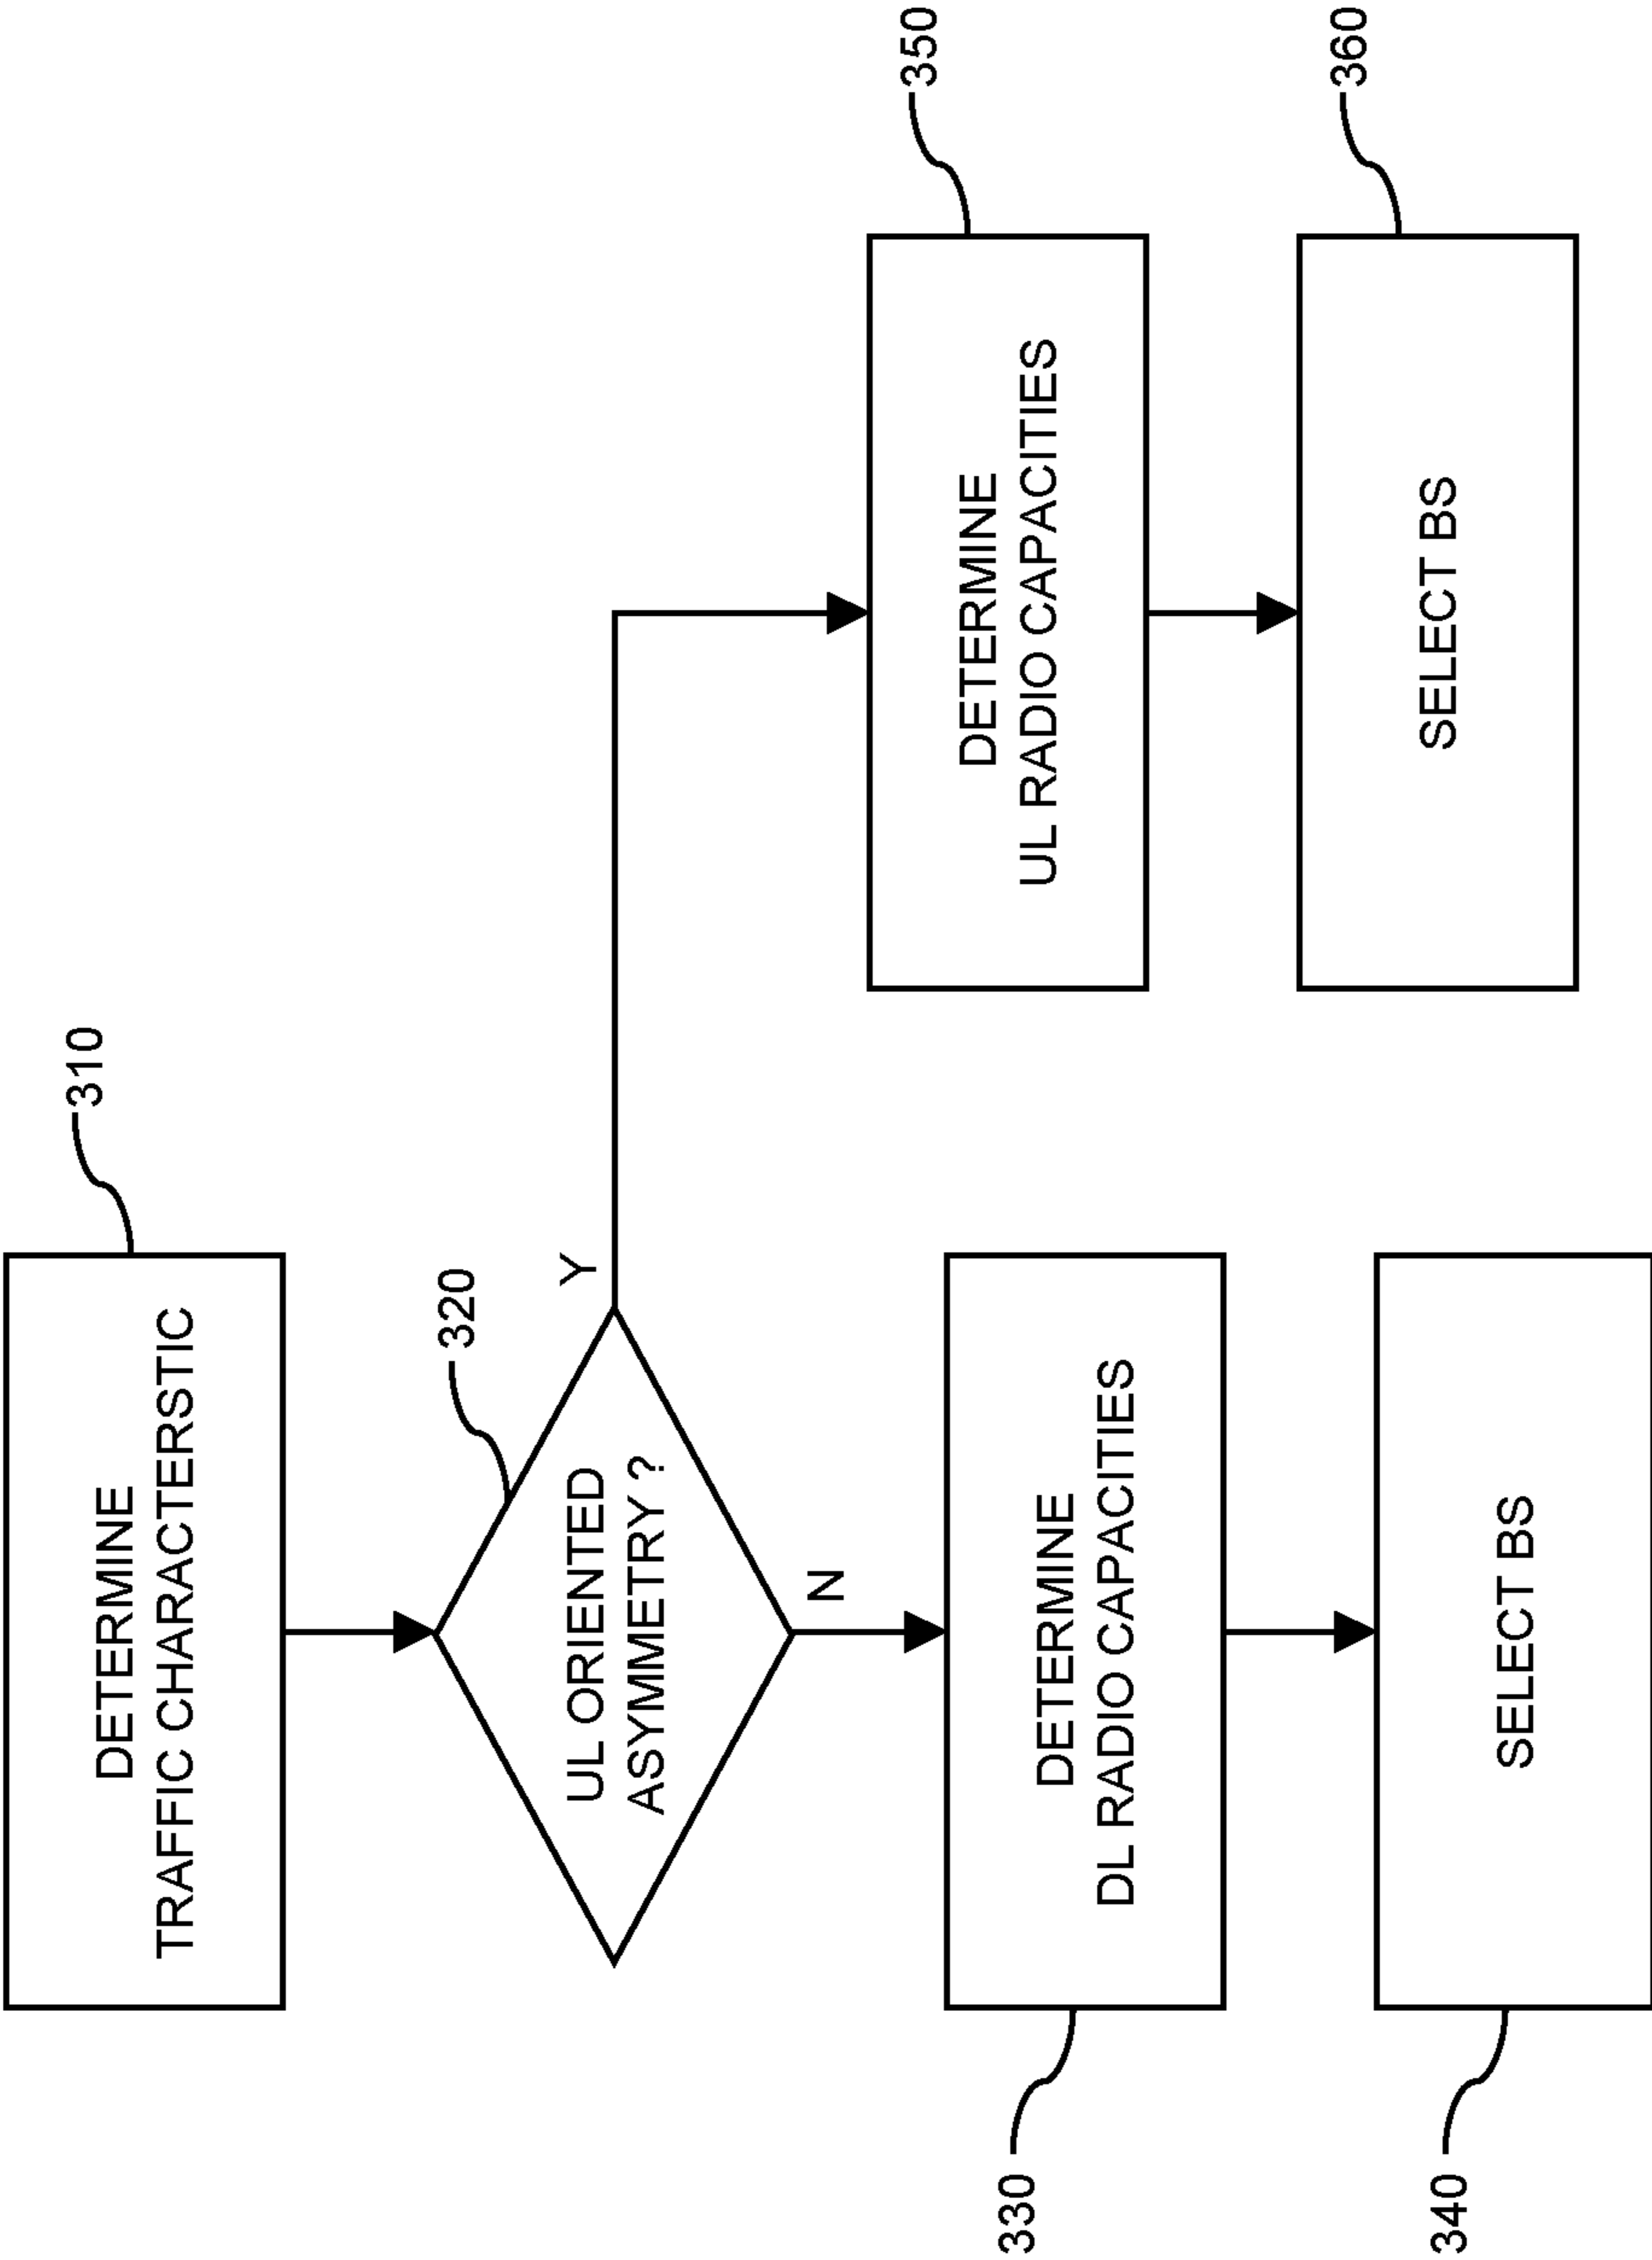 310
DETERMINE
TRAFFIC CHARACTERSTIC
320
UL ORIENTED
ASYMMETRY ?
Y
N
330
DETERMINE
DL RADIO CAPACITIES
350
DETERMINE
UL RADIO CAPACITIES
340
SELECT BS
360
SELECT BS